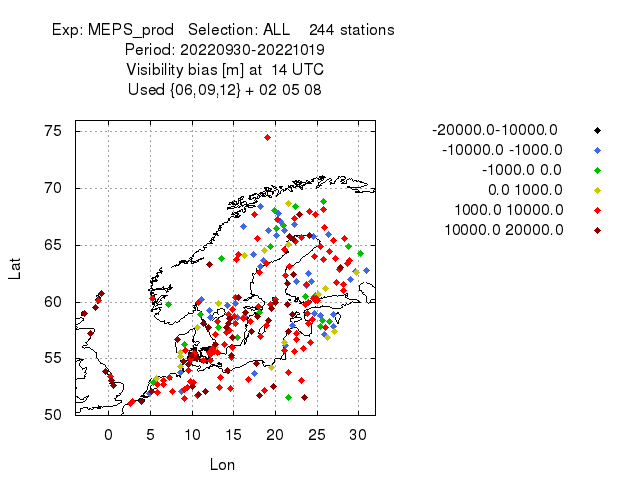 Exp: MEPS_prod   Selection: ALL    244 stations
Period: 20220930-20221019
Visibility bias [m] at  14 UTC
Used {06,09,12} + 02 05 08
-20000.0-10000.0
-10000.0 -1000.0
-1000.0 0.0
0.0 1000.0
1000.0 10000.0
10000.0 20000.0
75
70
65
60
55
50
Lat
0 5 10 15 20 25 30
Lon